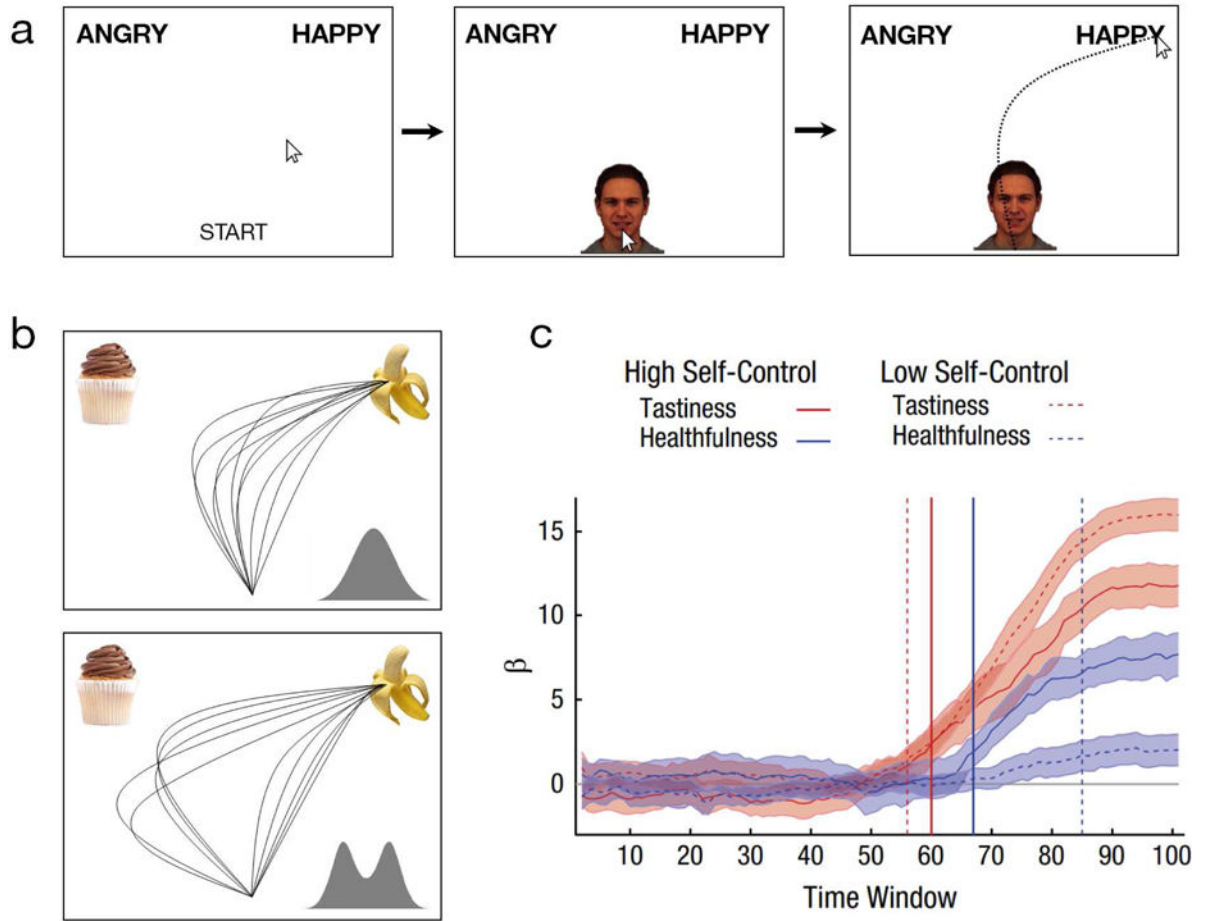 a
ANGRY HAPPY
START
ANGRY HAPPY
ANGRY HAPPY
b
c
High Self-Control Low Self-Control
Tastiness Tastiness
Healthfulness Healthfulness
15
10
5
0
β
10 20 30 40 50 60 70 80 90 100
Time Window